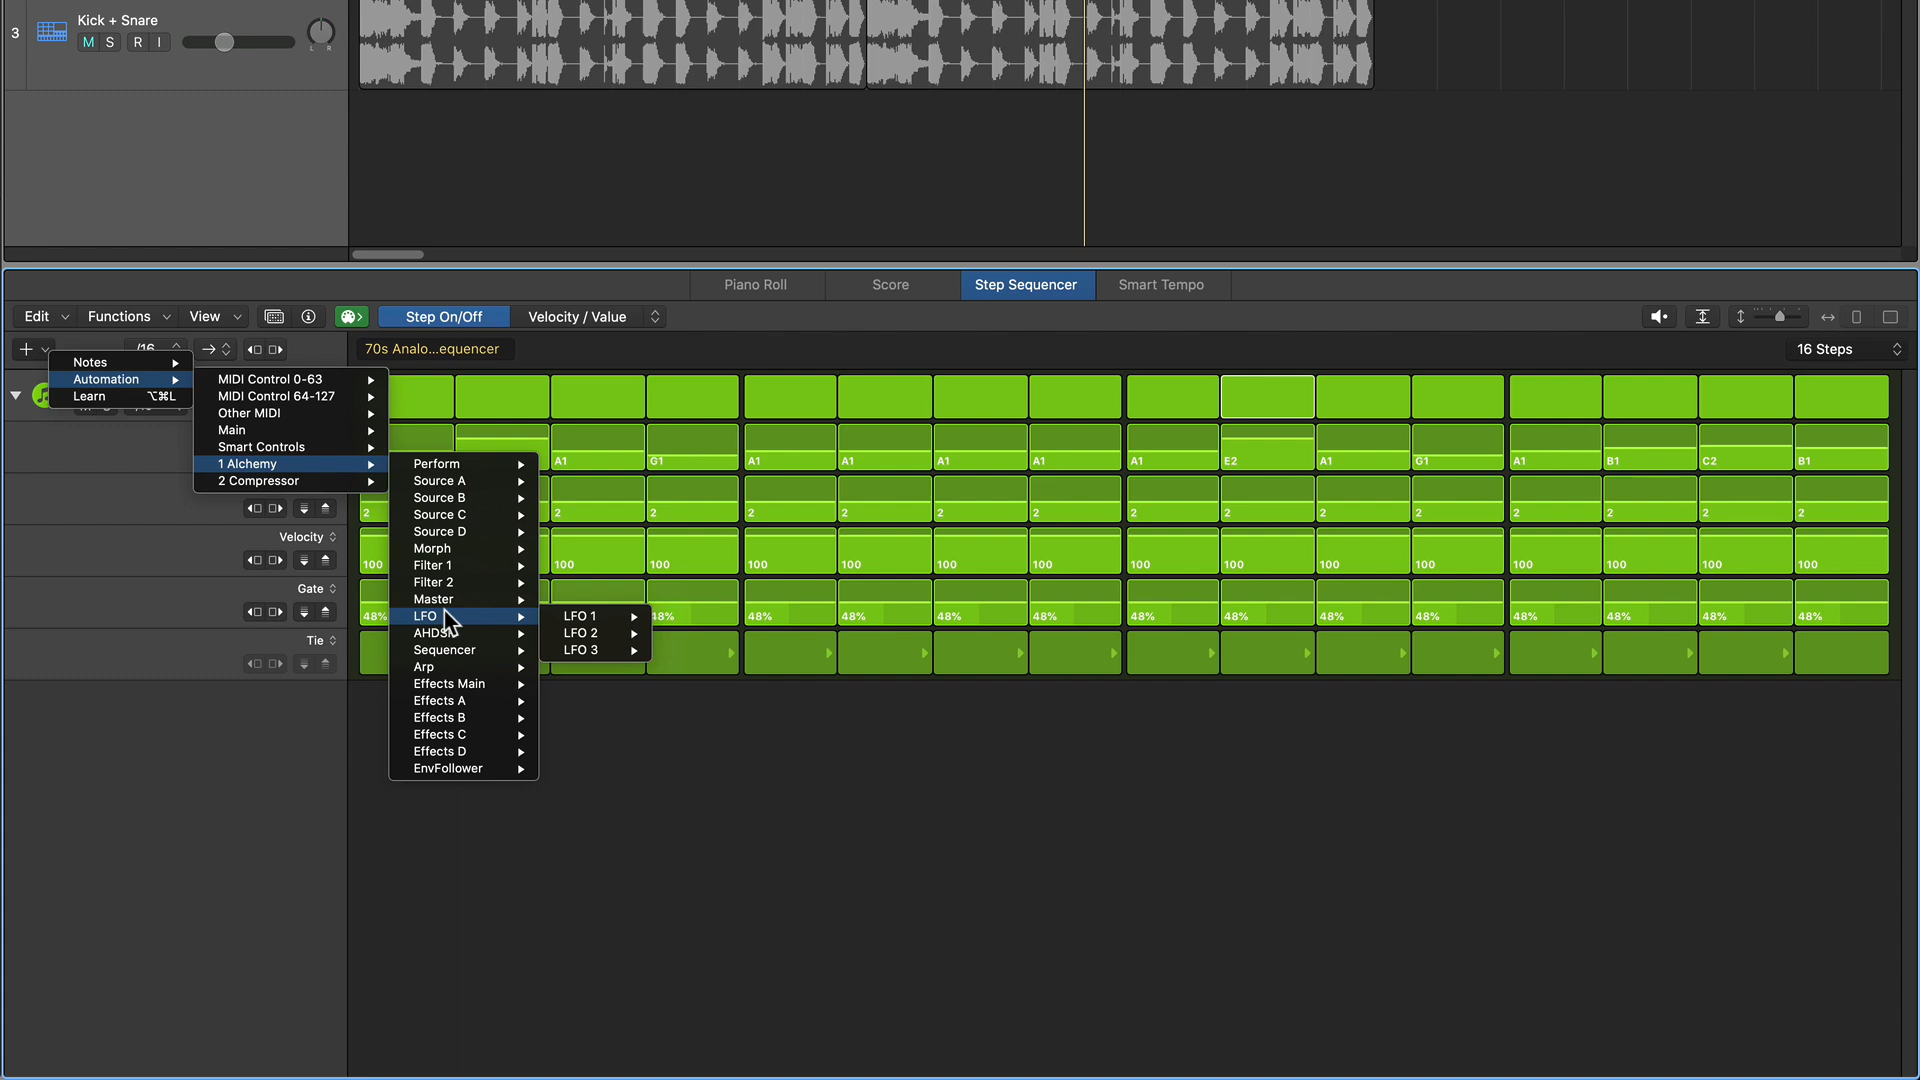 3
Kick + Snare
M S R I
L R
Piano Roll Score Step Sequencer Smart Tempo
Edit Functions View Step On/Off Velocity / Value
/16 70s Analo...equencer 16 Steps
Notes
Automation
Learn ⌥⌘L
MIDI Control 0-63
MIDI Control 64-127
Other MIDI
Main
Smart Controls
1 Alchemy
2 Compressor
Perform
Source A
Source B
Source C
Source D
Morph
Filter 1
Filter 2
Master
LFO
Sequencer
Arp
Effects Main
Effects A
Effects B
Effects C
Effects D
EnvFollower
LFO 1
LFO 2
LFO 3
A1 G1 A1 A1 A1 A1 A1 E2 A1 G1 A1 B1 C2 B1
2 2 2 2 2 2 2 2 2 2 2 2 2 2 2
Velocity
100 100 100 100 100 100 100 100 100 100 100 100 100 100 100
Gate
48% 48% 48% 48% 48% 48% 48% 48% 48% 48% 48% 48% 48% 48%
Tie